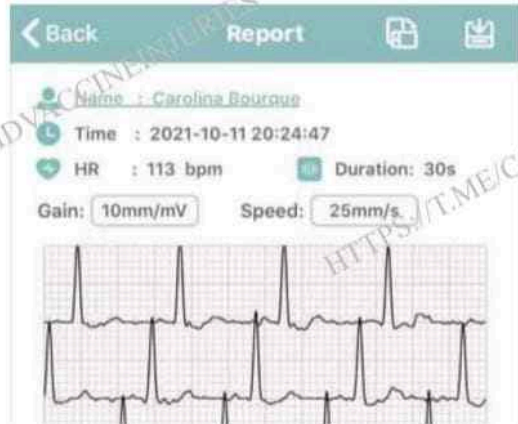 Back Report
Name : Carolina Bourque
Time : 2021-10-11 20:24:47
HR : 113 bpm Duration: 30s
Gain: 10mm/mV Speed: 25mm/s.
DVACCINEINJURIES
HTTPS://T.ME/C